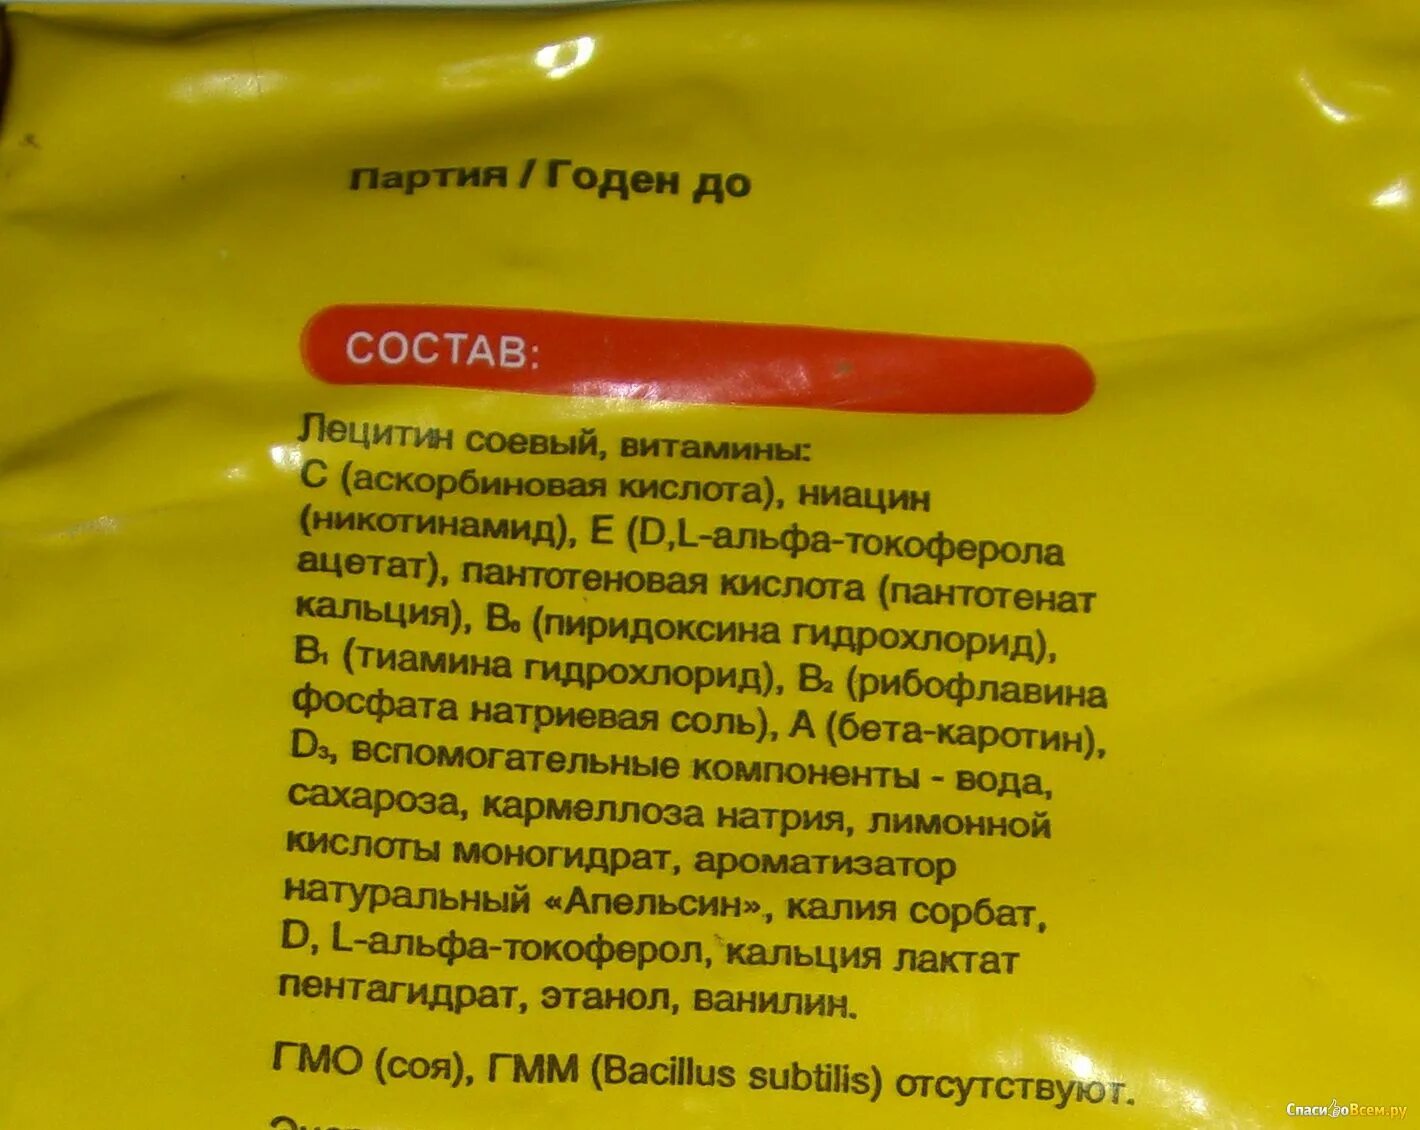 Партия / Годен до
СОСТАВ:
Лецитин соевый, витамины:
С (аскорбиновая кислота), ниацин
(никотинамид), Е (D,L-альфа-токоферола
ацетат), пантотеновая кислота (пантотенат
кальция), В₆ (пиридоксина гидрохлорид),
В₁ (тиамина гидрохлорид), В₂ (рибофлавина
фосфата натриевая соль), А (бета-каротин),
D₃, вспомогательные компоненты - вода,
сахароза, кармеллоза натрия, лимонной
кислоты моногидрат, ароматизатор
натуральный «Апельсин», калия сорбат,
D, L-альфа-токоферол, кальция лактат
пентагидрат, этанол, ванилин.
ГМО (соя), ГММ (Bacillus subtilis) отсутствуют.
СпасибоВсем.ру